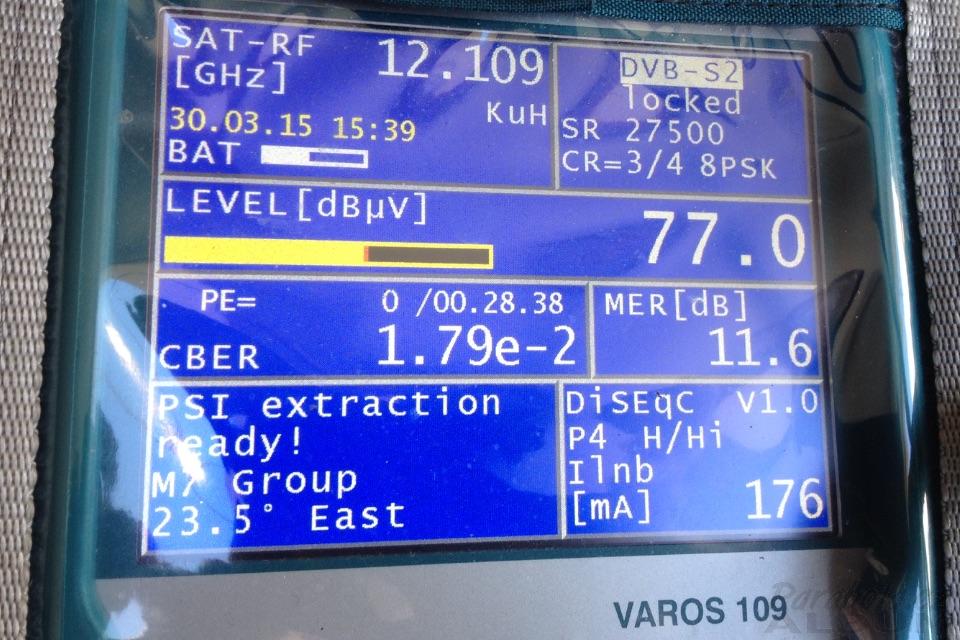 SAT-RF 12.109
[GHz]
KuH
30.03.15 15:39
BAT
DVB-S2
locked
SR 27500
CR=3/4 8PSK
LEVEL[dBµV]
77.0
PE= 0 /00.28.38
CBER 1.79e-2
MER[dB]
11.6
PSI extraction
ready!
M7 Group
23.5° East
DiSEqC v1.0
P4 H/Hi
Ilnb
[mA] 176
VAROS 109